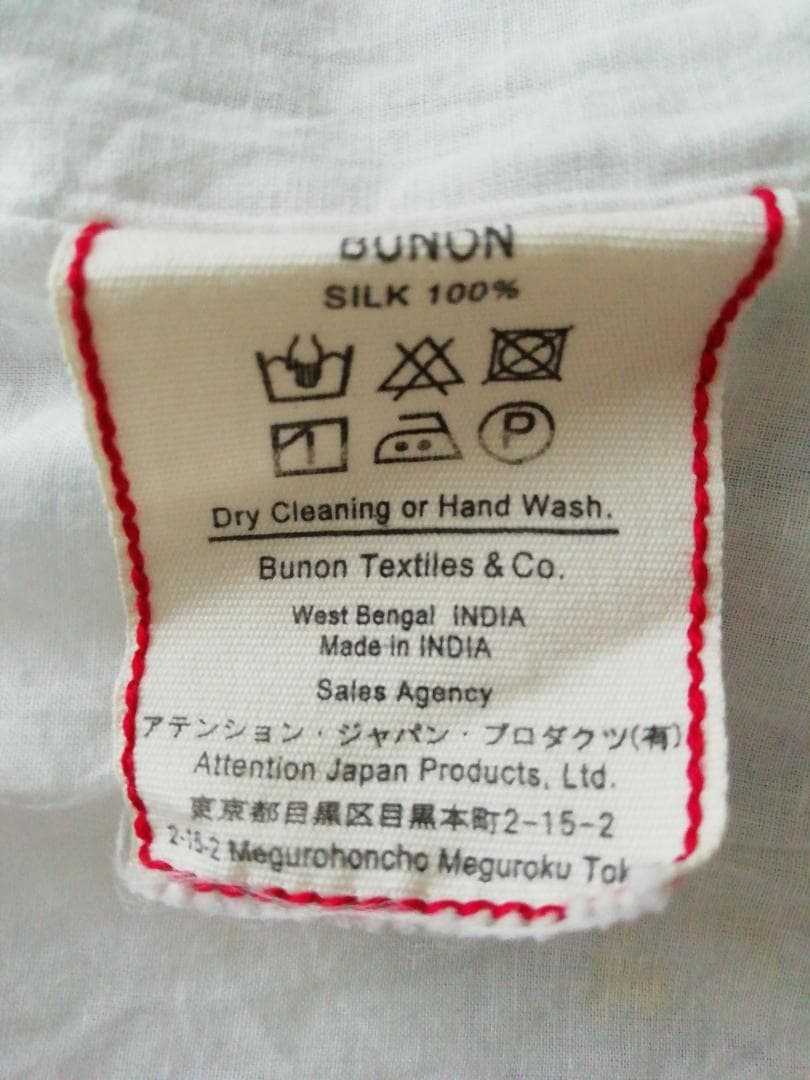 BUNON
SILK 100%
P
Dry Cleaning or Hand Wash.
Bunon Textiles & Co.
West Bengal INDIA
Made in INDIA
Sales Agency
アテンション・ジャパン・プロダクツ(有)
Attention Japan Products, Ltd.
東京都目黒区目黒本町2-15-2
2-15-2 Megurohoncho Meguroku Tok